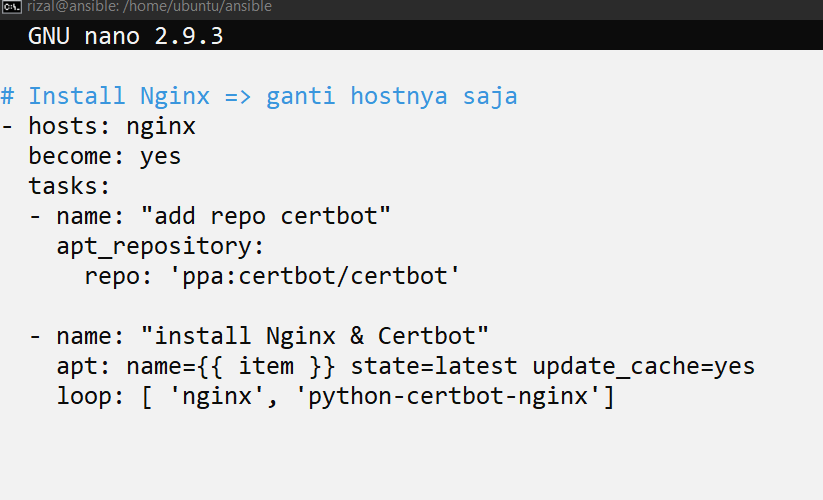 rizal@ansible: /home/ubuntu/ansible
GNU nano 2.9.3
# Install Nginx => ganti hostnya saja
- hosts: nginx
  become: yes
  tasks:
  - name: "add repo certbot"
    apt_repository:
      repo: 'ppa:certbot/certbot'
  - name: "install Nginx & Certbot"
    apt: name={{ item }} state=latest update_cache=yes
    loop: [ 'nginx', 'python-certbot-nginx']